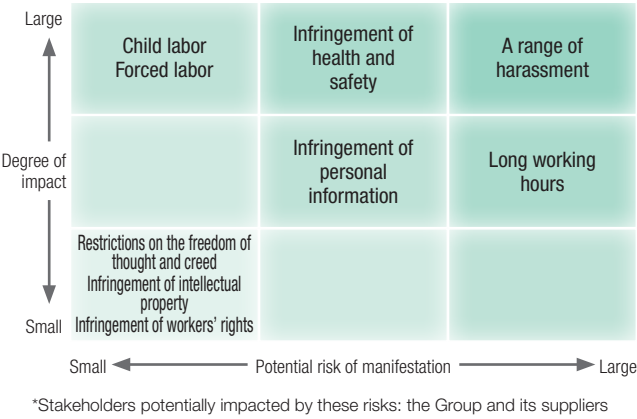 Large
Child labor
Forced labor
Infringement of
health and
safety
A range of
harassment
Degree of
impact
Infringement of
personal
information
Long working
hours
Restrictions on the freedom of
thought and creed
Infringement of intellectual
property
Infringement of workers’ rights
Small
Small
Potential risk of manifestation
Large
*Stakeholders potentially impacted by these risks: the Group and its suppliers